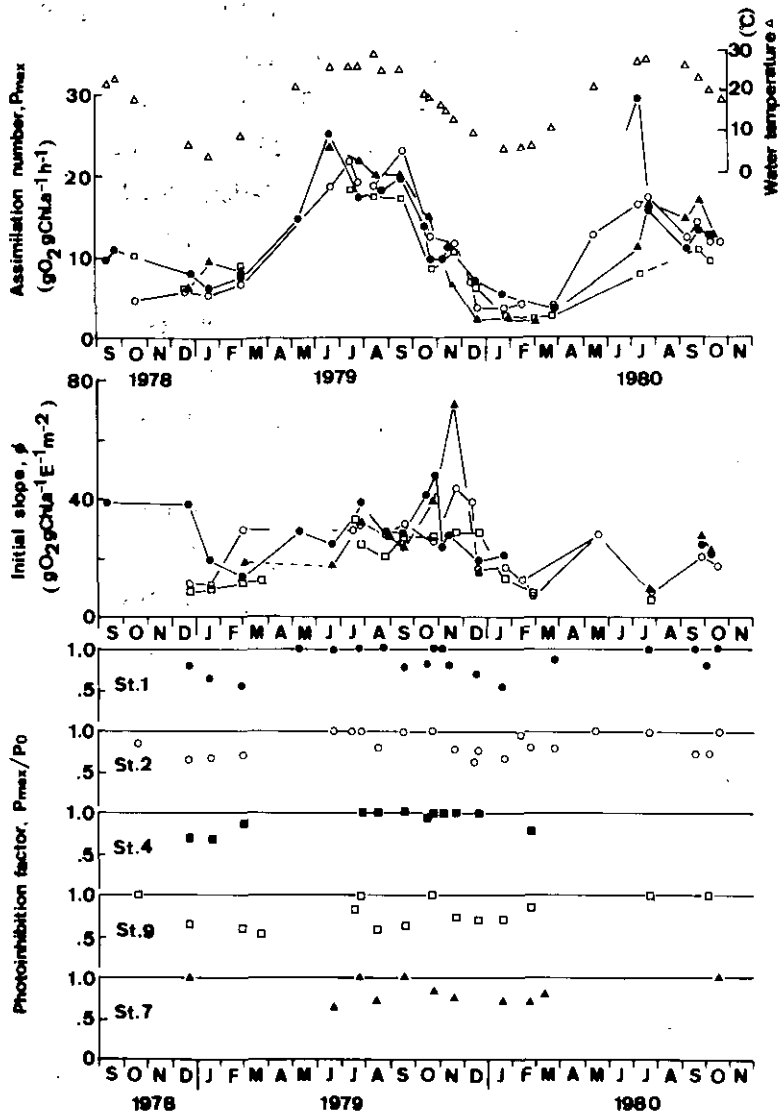 Assimilation number, Pmax
(gO2 gChl.a-1 h-1)
30
20
10
0
(°C)
30
20
10
0
Water temperature △
S O N D J F M A M J J A S O N D J F M A M J J A S O N
1978 1979 1980
Initial slope, ϕ
(gO2 gChl.a-1 E-1 m-2)
80
40
0
S O N D J F M A M J J A S O N D J F M A M J J A S O N
Photoinhibition factor, Pmax/Po
1.0
.5
St.1
1.0
.5
St.2
1.0
.5
St.4
1.0
.5
St.9
1.0
.5
St.7
0
S O N D J F M A M J J A S O N D J F M A M J J A S O N
1978 1979 1980